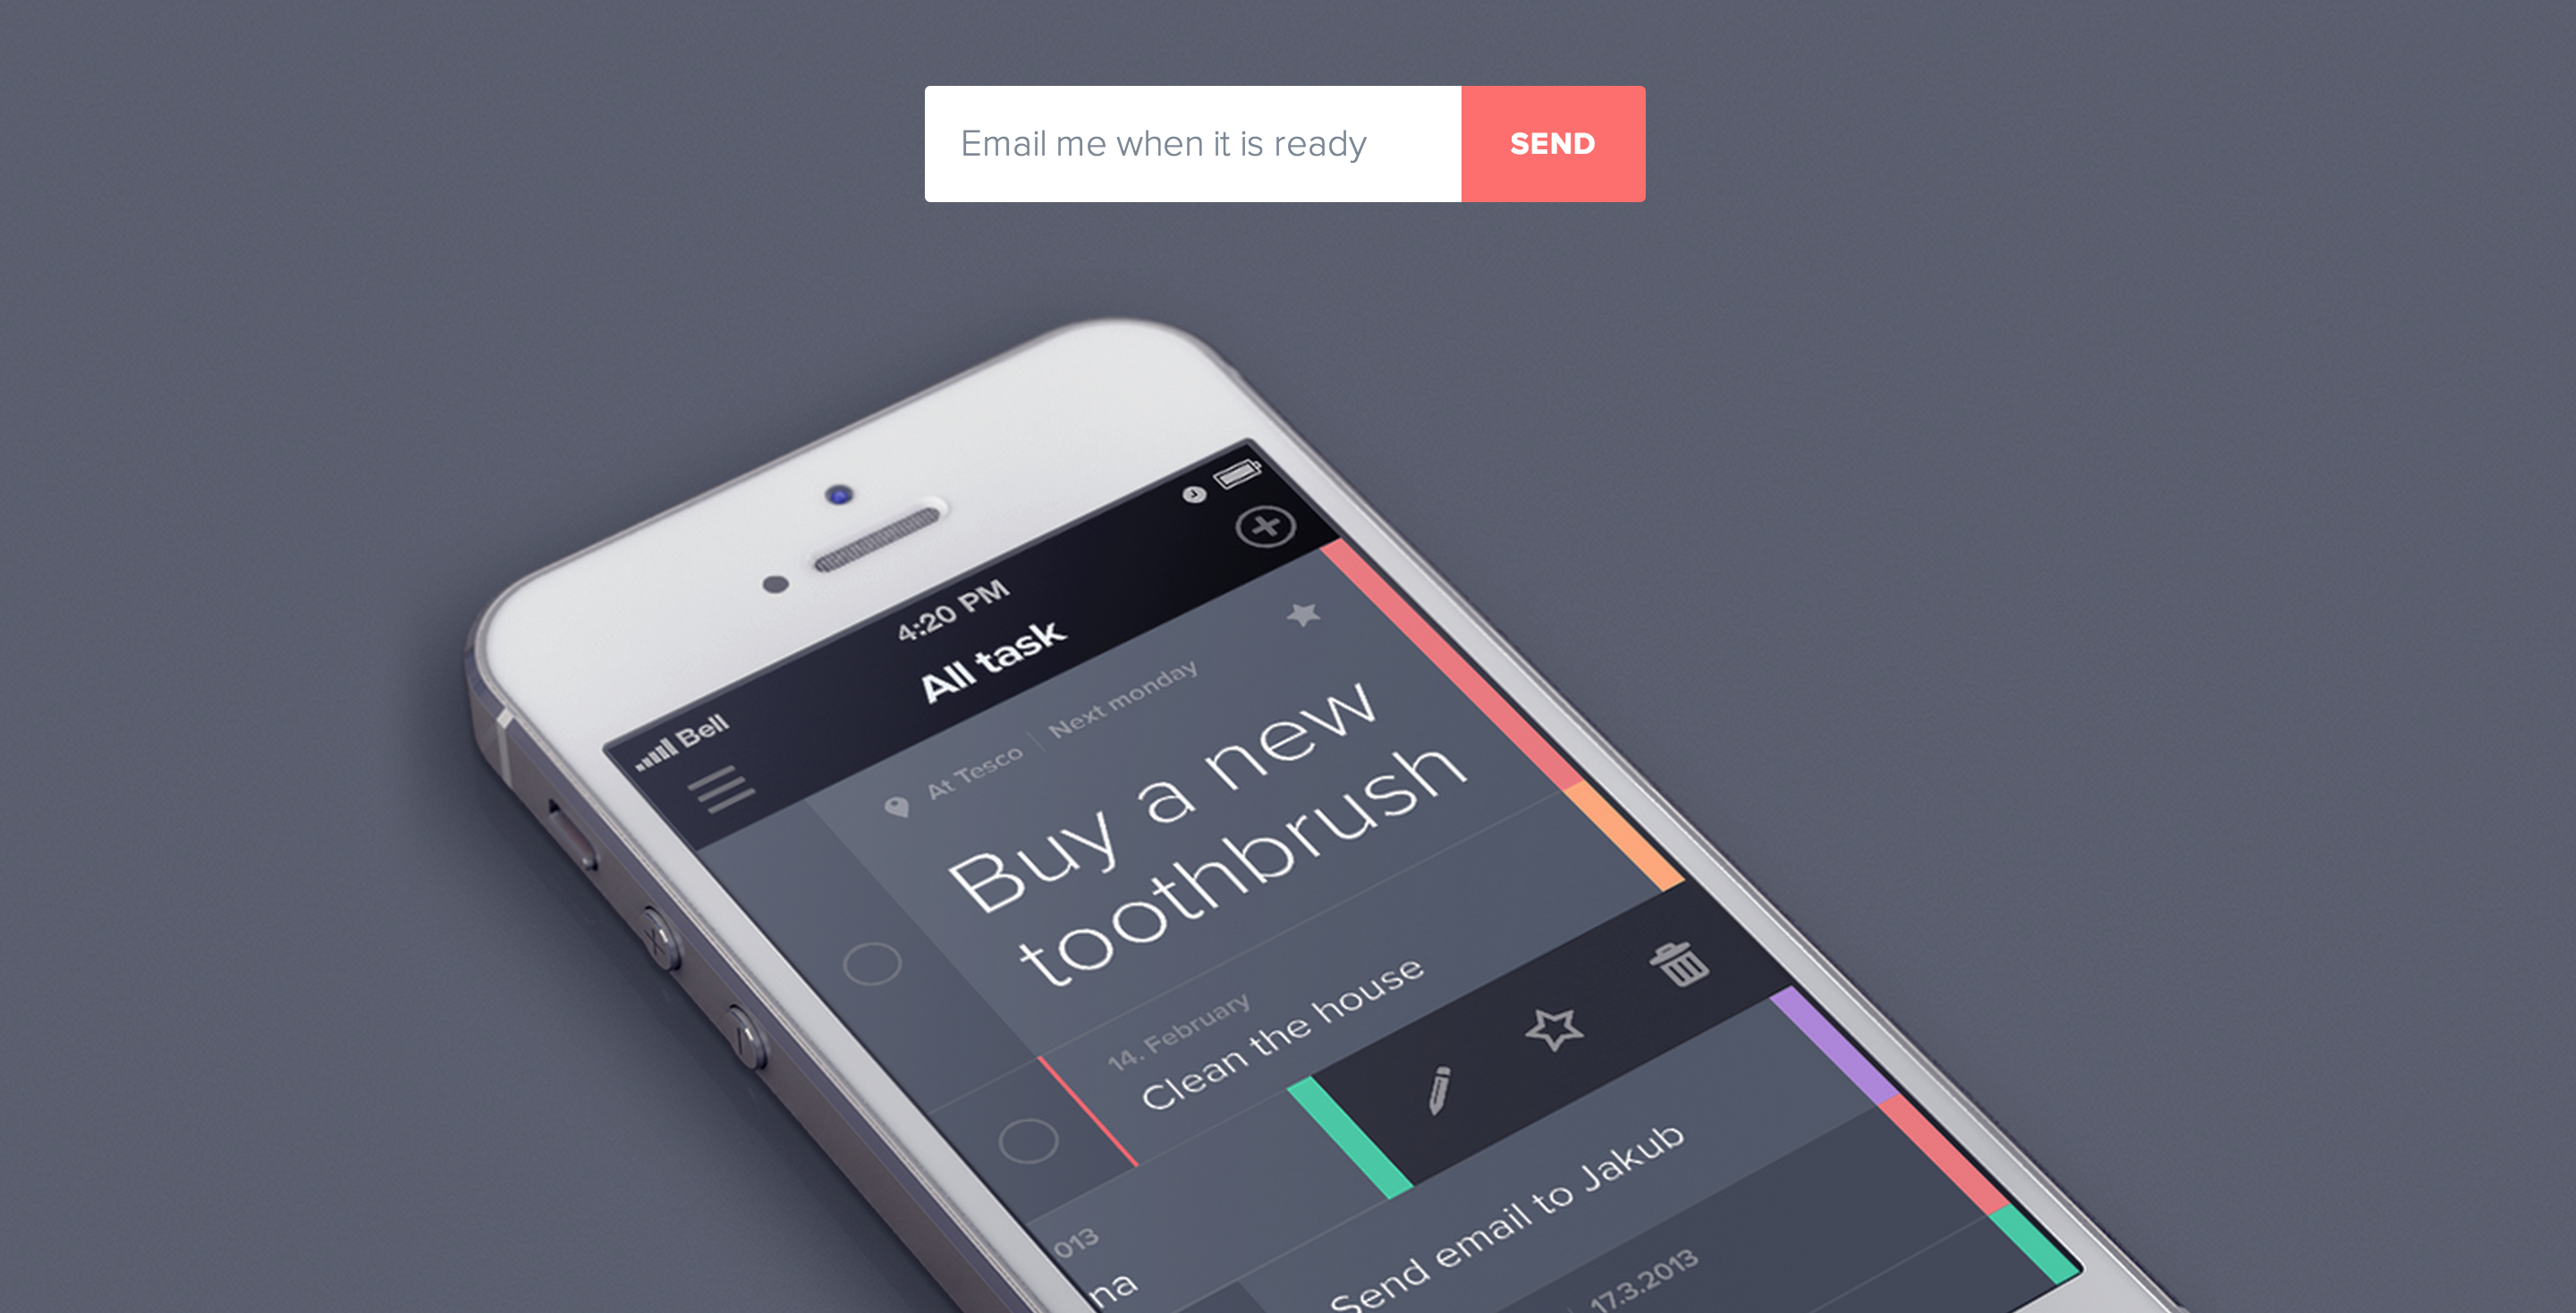 Email me when it is ready
SEND
Bell
4:20 PM
All task
At Tesco | Next monday
Buy a new
toothbrush
14. February
Clean the house
013
na
Send email to Jakub
17.3.2013